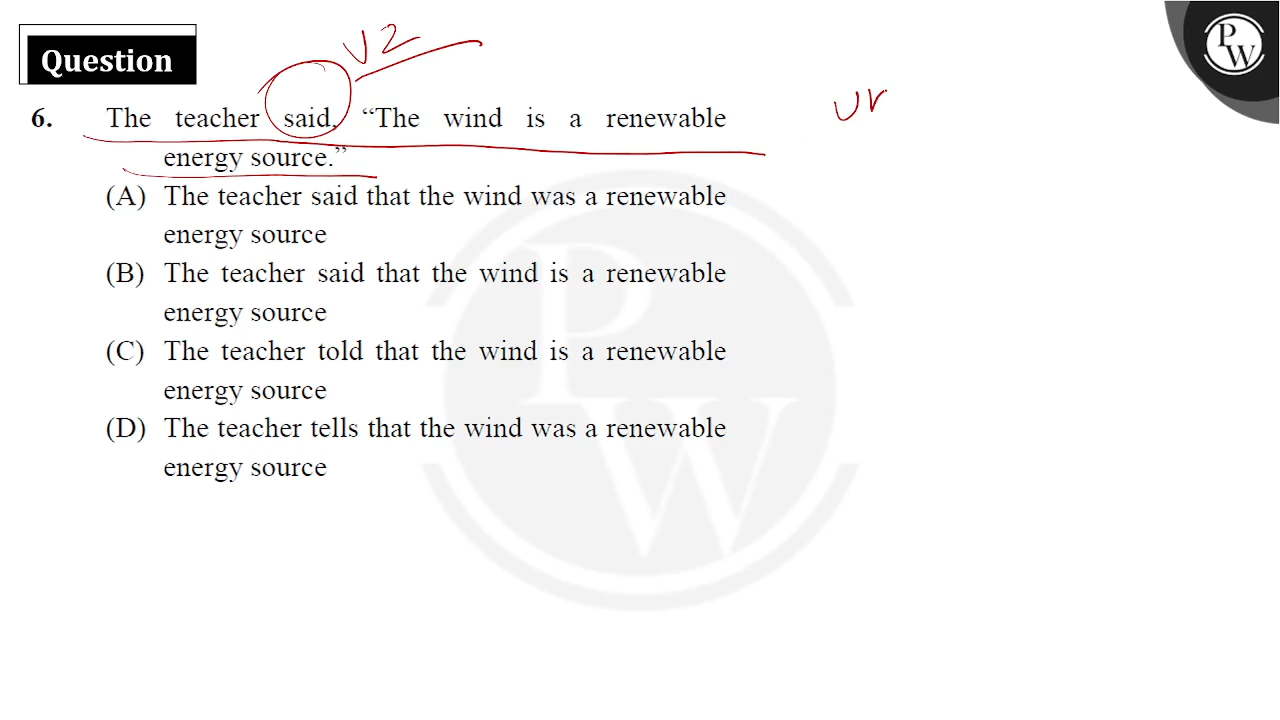 Question
V2
PW
6. The teacher said, “The wind is a renewable
energy source.”
(A) The teacher said that the wind was a renewable
energy source
(B) The teacher said that the wind is a renewable
energy source
(C) The teacher told that the wind is a renewable
energy source
(D) The teacher tells that the wind was a renewable
energy source
PW